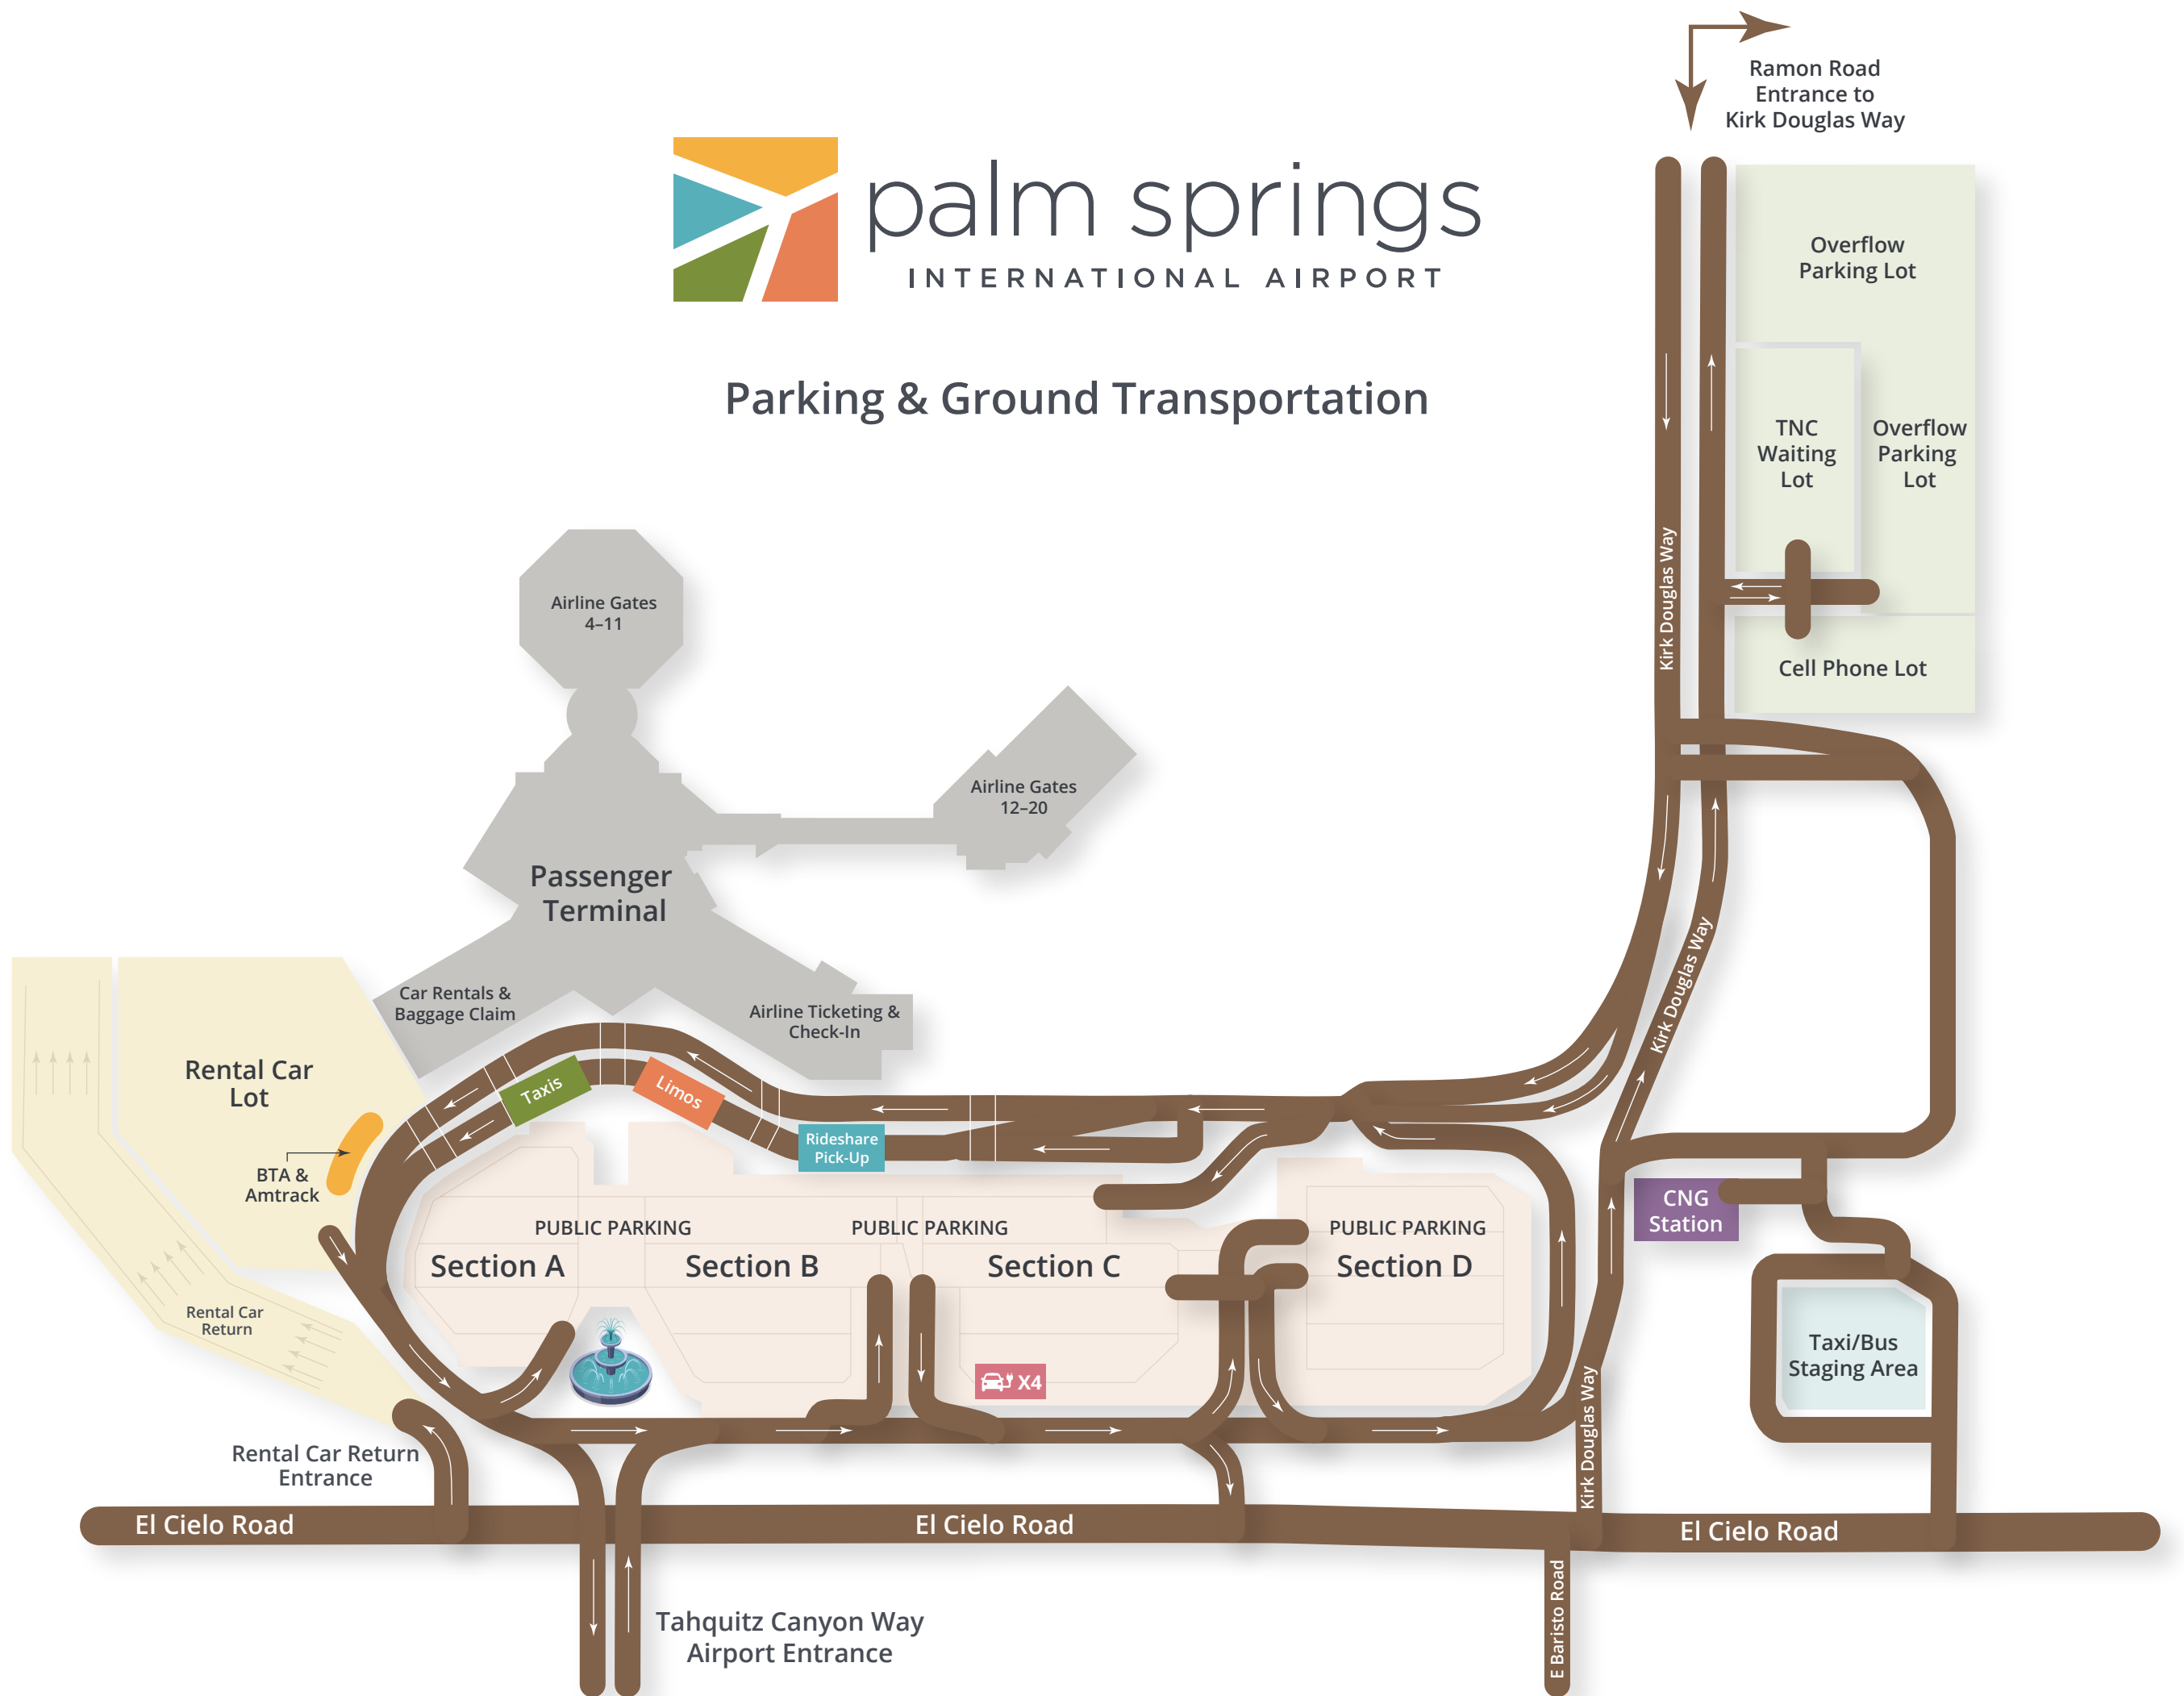 Ramon Road
Entrance to
Kirk Douglas Way
palm springs
INTERNATIONAL AIRPORT
Parking & Ground Transportation
Overflow
Parking Lot
TNC
Waiting
Lot
Overflow
Parking
Lot
Cell Phone Lot
Kirk Douglas Way
Kirk Douglas Way
Airline Gates
4–11
Airline Gates
12–20
Passenger
Terminal
Car Rentals &
Baggage Claim
Airline Ticketing &
Check-In
Rental Car
Lot
Taxis
Limos
Rideshare
Pick-Up
BTA &
Amtrack
CNG
Station
PUBLIC PARKING
Section A
Section B
PUBLIC PARKING
Section C
PUBLIC PARKING
Section D
Rental Car
Return
X4
Taxi/Bus
Staging Area
Kirk Douglas Way
Rental Car Return
Entrance
El Cielo Road
El Cielo Road
El Cielo Road
E Baristo Road
Tahquitz Canyon Way
Airport Entrance